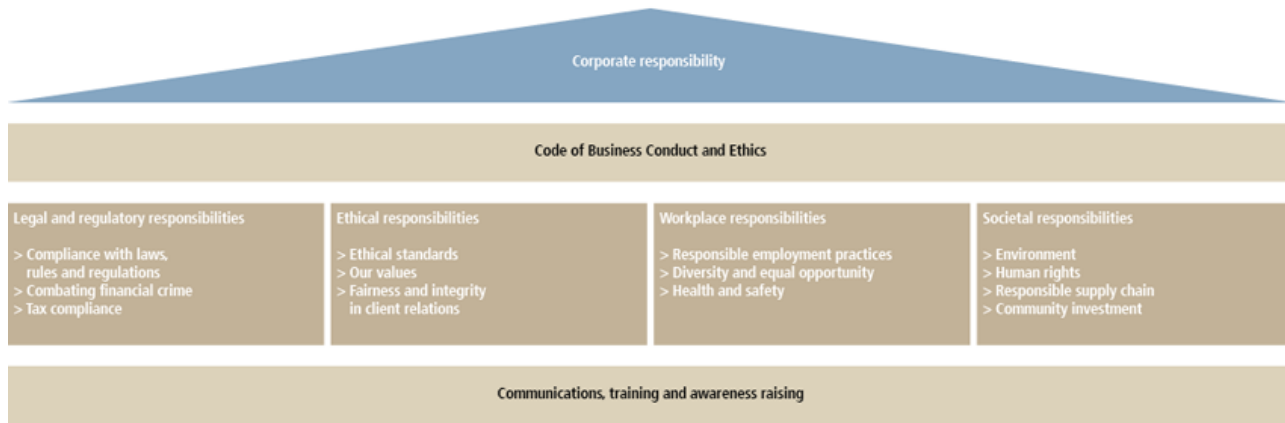 Corporate responsibility
Code of Business Conduct and Ethics
Legal and regulatory responsibilities
> Compliance with laws,
rules and regulations
> Combating financial crime
> Tax compliance
Ethical responsibilities
> Ethical standards
> Our values
> Fairness and integrity
in client relations
Workplace responsibilities
> Responsible employment practices
> Diversity and equal opportunity
> Health and safety
Societal responsibilities
> Environment
> Human rights
> Responsible supply chain
> Community investment
Communications, training and awareness raising